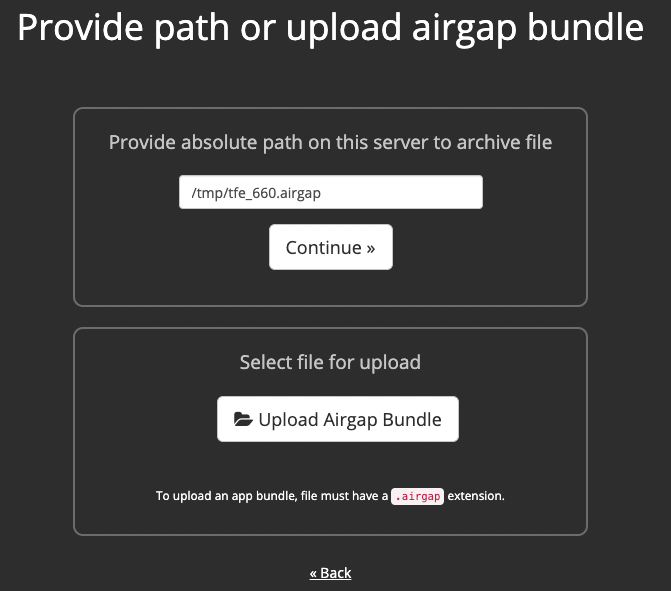 Provide path or upload airgap bundle
Provide absolute path on this server to archive file
/tmp/tfe_660.airgap
Continue »
Select file for upload
Upload Airgap Bundle
To upload an app bundle, file must have a .airgap extension.
« Back